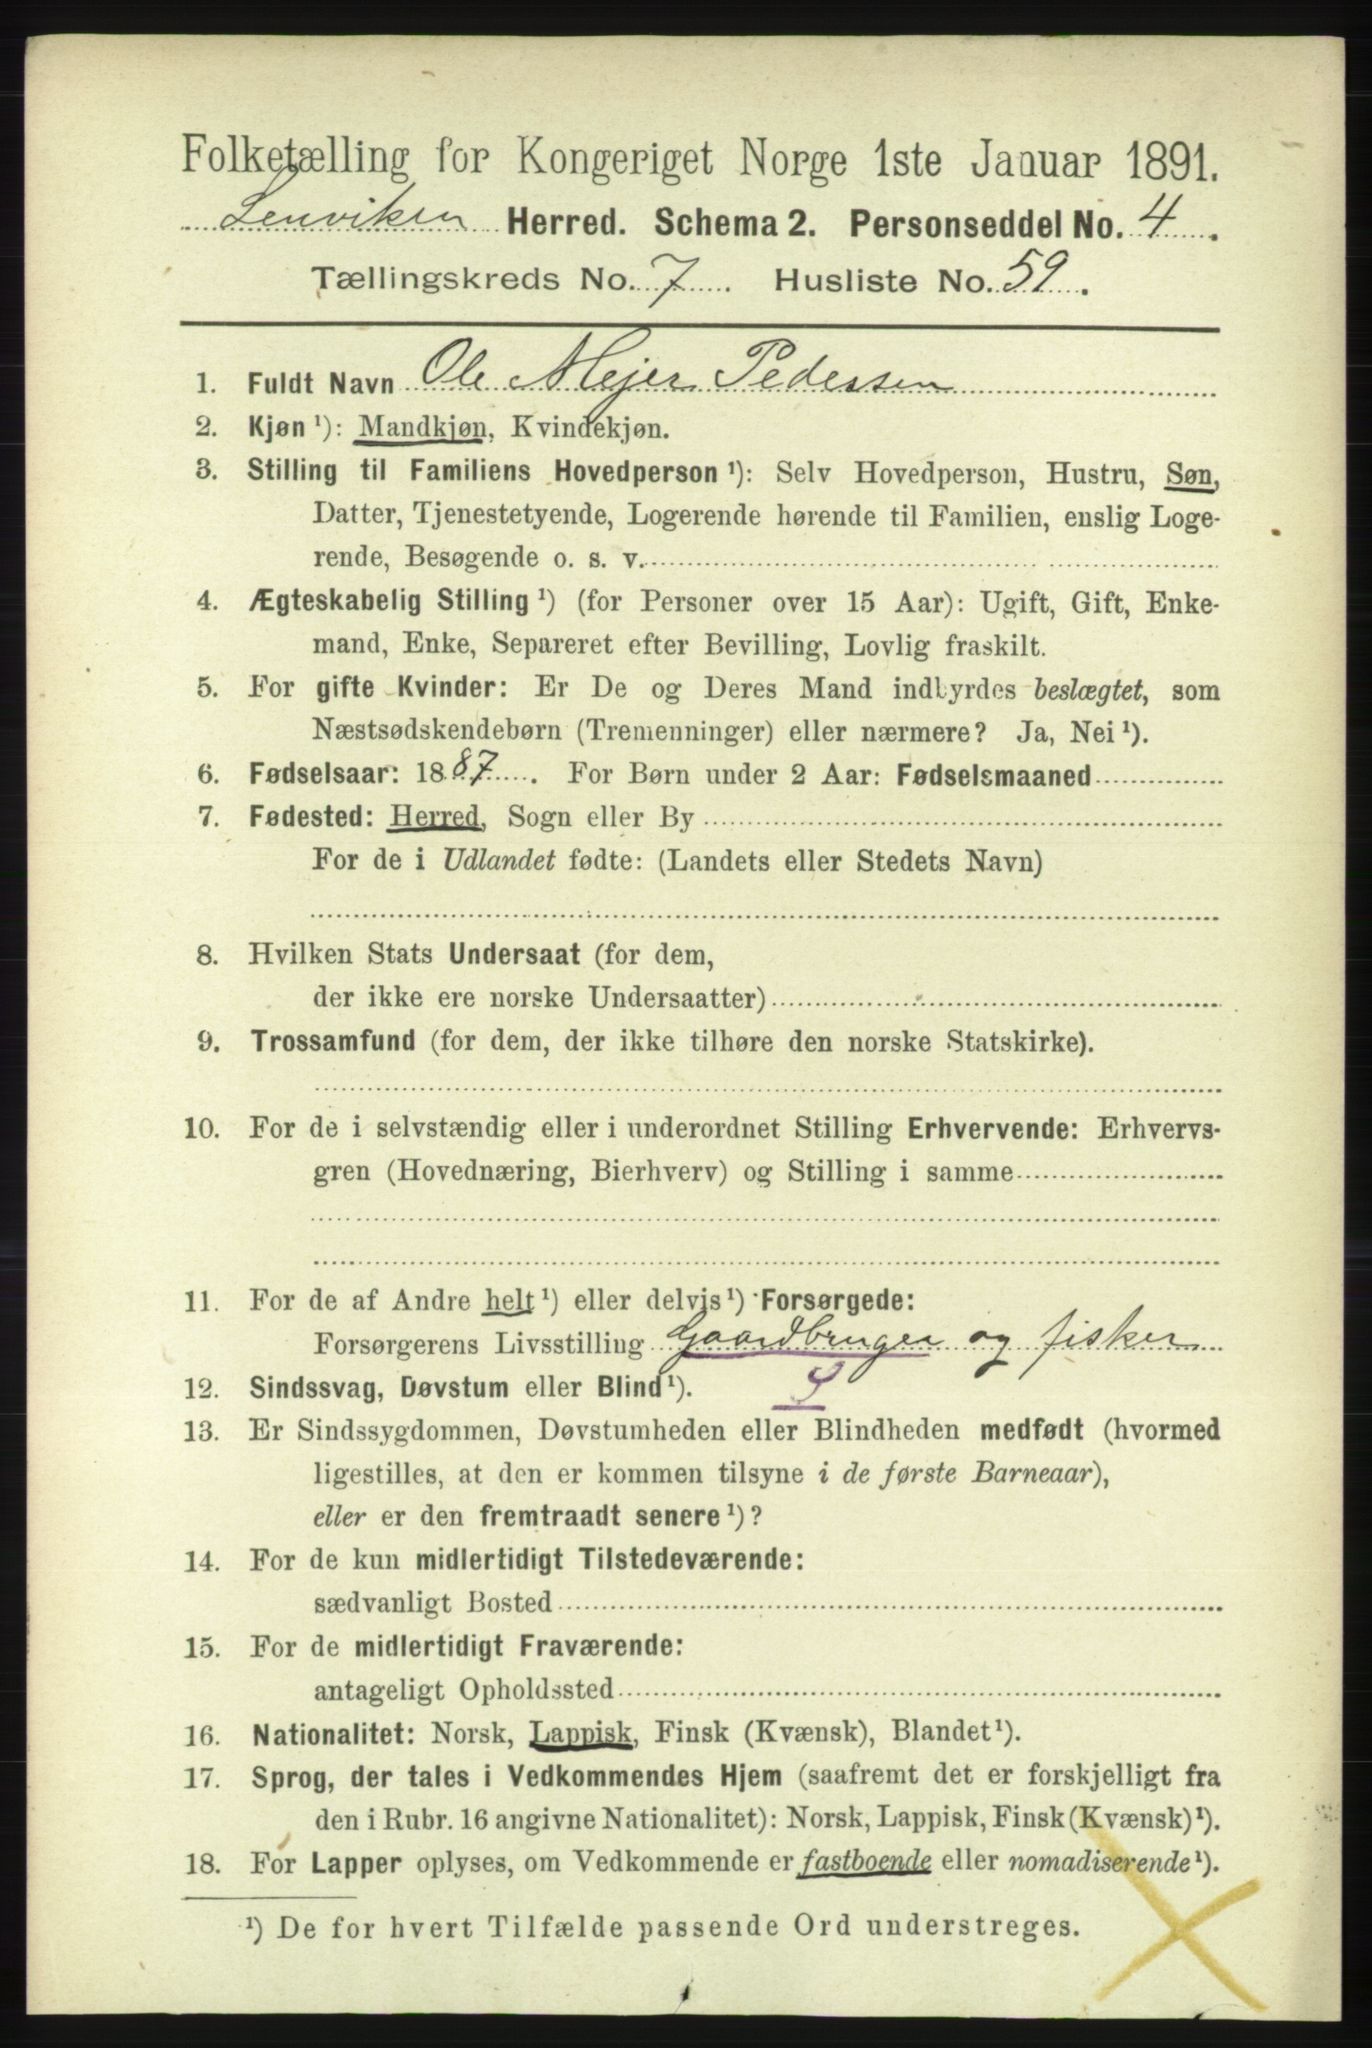 Folketælling for Kongeriget Norge 1ste Januar 1891.
Lenviken Herred. Schema 2. Personseddel No. 4.
Tællingskreds No. 7. Husliste No. 59.
1. Fuldt Navn Ole Mejer Pederssen
2. Kjøn ¹): Mandkjøn, Kvindekjøn.
3. Stilling til Familiens Hovedperson ¹): Selv Hovedperson, Hustru, Søn,
Datter, Tjenestetyende, Logerende hørende til Familien, enslig Loge-
rende, Besøgende o. s. v.
4. Ægteskabelig Stilling ¹) (for Personer over 15 Aar): Ugift, Gift, Enke-
mand, Enke, Separeret efter Bevilling, Lovlig fraskilt.
5. For gifte Kvinder: Er De og Deres Mand indbyrdes beslægtet, som
Næstsødskendebørn (Tremenninger) eller nærmere? Ja, Nei ¹).
6. Fødselsaar: 1887. For Børn under 2 Aar: Fødselsmaaned
7. Fødested: Herred, Sogn eller By
For de i Udlandet fødte: (Landets eller Stedets Navn)
8. Hvilken Stats Undersaat (for dem,
der ikke ere norske Undersaatter)
9. Trossamfund (for dem, der ikke tilhøre den norske Statskirke).
10. For de i selvstændig eller i underordnet Stilling Erhvervende: Erhvervs-
gren (Hovednæring, Bierhverv) og Stilling i samme
11. For de af Andre helt ¹) eller delvis ¹) Forsørgede:
Forsørgerens Livsstilling Gaardbruger og fisker
12. Sindssvag, Døvstum eller Blind ¹).
13. Er Sindssygdommen, Døvstumheden eller Blindheden medfødt (hvormed
ligestilles, at den er kommen tilsyne i de første Barneaar),
eller er den fremtraadt senere ¹)?
14. For de kun midlertidigt Tilstedeværende:
sædvanligt Bosted
15. For de midlertidigt Fraværende:
antageligt Opholdssted
16. Nationalitet: Norsk, Lappisk, Finsk (Kvænsk), Blandet ¹).
17. Sprog, der tales i Vedkommendes Hjem (saafremt det er forskjelligt fra
den i Rubr. 16 angivne Nationalitet): Norsk, Lappisk, Finsk (Kvænsk) ¹).
18. For Lapper oplyses, om Vedkommende er fastboende eller nomadiserende ¹).
¹) De for hvert Tilfælde passende Ord understreges.